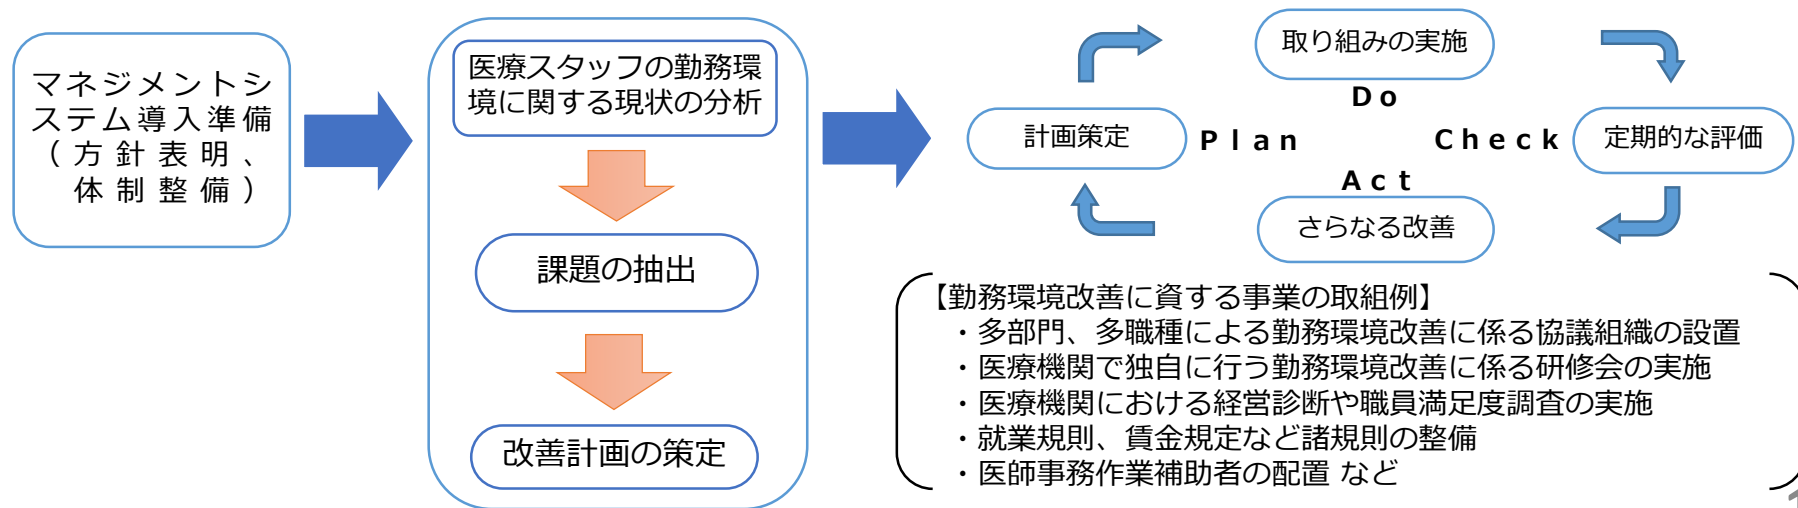 マネジメントシ
ステム導入準備
（方針表明、
体制整備）
医療スタッフの勤務環
境に関する現状の分析
課題の抽出
改善計画の策定
取り組みの実施
Do
計画策定
Plan
Check
定期的な評価
Act
さらなる改善
【勤務環境改善に資する事業の取組例】
・多部門、多職種による勤務環境改善に係る協議組織の設置
・医療機関で独自に行う勤務環境改善に係る研修会の実施
・医療機関における経営診断や職員満足度調査の実施
・就業規則、賃金規定など諸規則の整備
・医師事務作業補助者の配置 など